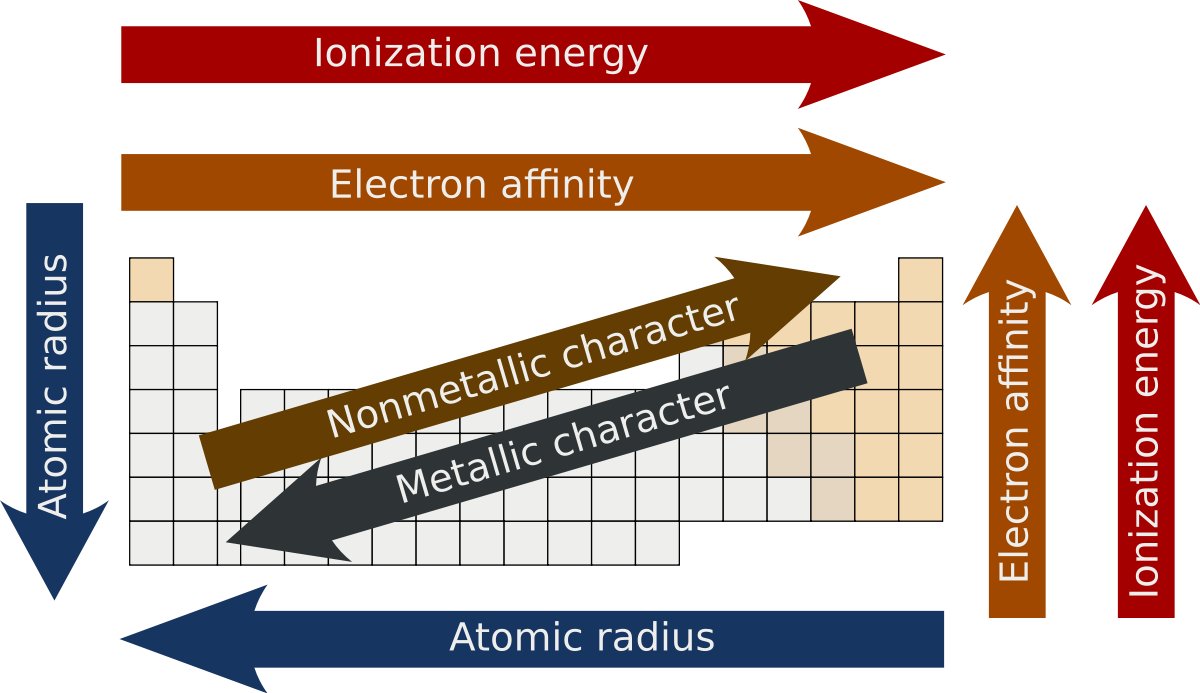 Ionization energy
Electron affinity
Atomic radius
Nonmetallic character
Metallic character
Electron affinity
Ionization energy
Atomic radius